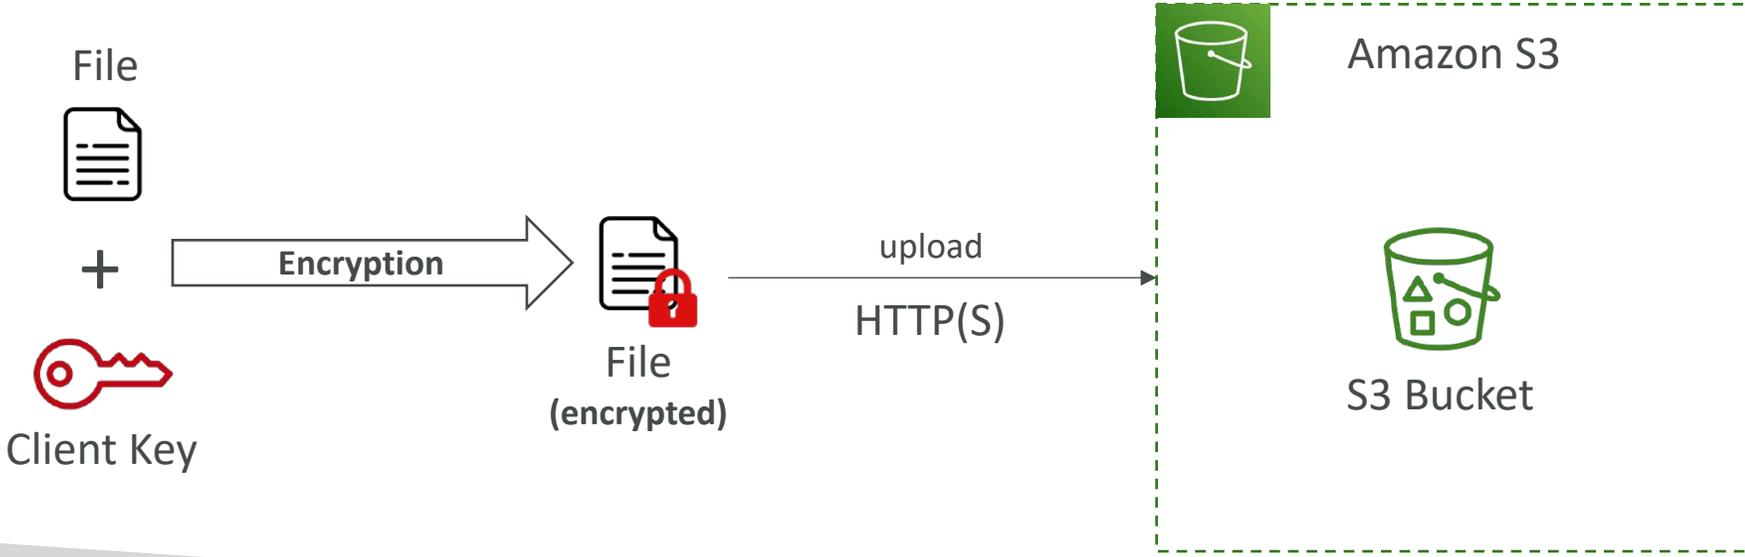 File
+
Client Key
Encryption
File
(encrypted)
upload
HTTP(S)
Amazon S3
S3 Bucket